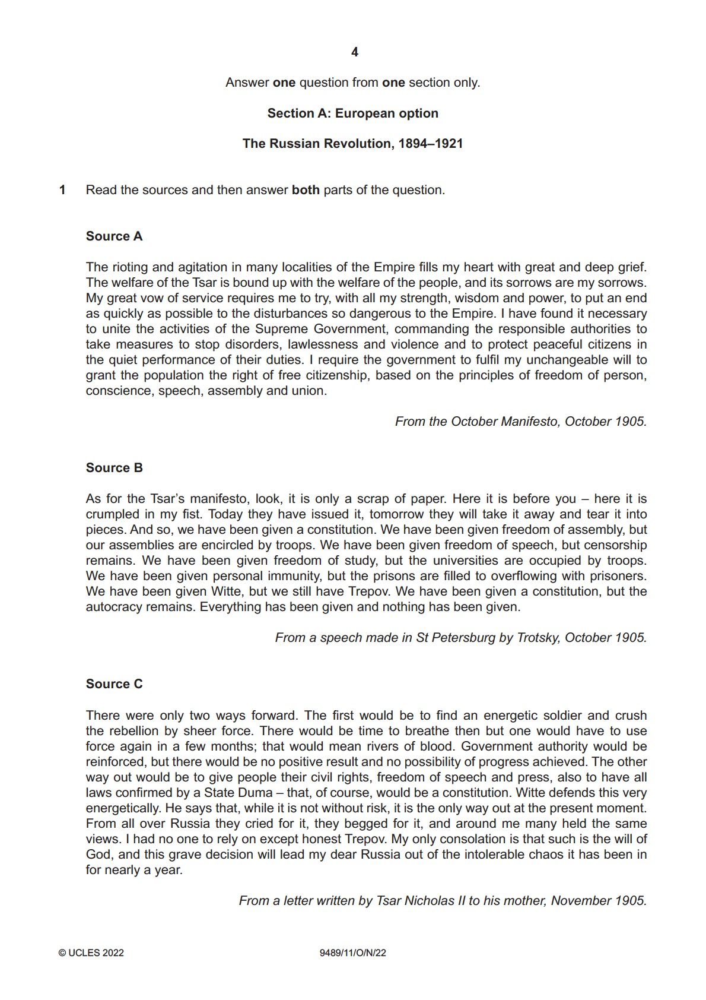 4
Answer one question from one section only.
Section A: European option
The Russian Revolution, 1894–1921
1 Read the sources and then answer both parts of the question.
Source A
The rioting and agitation in many localities of the Empire fills my heart with great and deep grief.
The welfare of the Tsar is bound up with the welfare of the people, and its sorrows are my sorrows.
My great vow of service requires me to try, with all my strength, wisdom and power, to put an end
as quickly as possible to the disturbances so dangerous to the Empire. I have found it necessary
to unite the activities of the Supreme Government, commanding the responsible authorities to
take measures to stop disorders, lawlessness and violence and to protect peaceful citizens in
the quiet performance of their duties. I require the government to fulfil my unchangeable will to
grant the population the right of free citizenship, based on the principles of freedom of person,
conscience, speech, assembly and union.
From the October Manifesto, October 1905.
Source B
As for the Tsar’s manifesto, look, it is only a scrap of paper. Here it is before you – here it is
crumpled in my fist. Today they have issued it, tomorrow they will take it away and tear it into
pieces. And so, we have been given a constitution. We have been given freedom of assembly, but
our assemblies are encircled by troops. We have been given freedom of speech, but censorship
remains. We have been given freedom of study, but the universities are occupied by troops.
We have been given personal immunity, but the prisons are filled to overflowing with prisoners.
We have been given Witte, but we still have Trepov. We have been given a constitution, but the
autocracy remains. Everything has been given and nothing has been given.
From a speech made in St Petersburg by Trotsky, October 1905.
Source C
There were only two ways forward. The first would be to find an energetic soldier and crush
the rebellion by sheer force. There would be time to breathe then but one would have to use
force again in a few months; that would mean rivers of blood. Government authority would be
reinforced, but there would be no positive result and no possibility of progress achieved. The other
way out would be to give people their civil rights, freedom of speech and press, also to have all
laws confirmed by a State Duma – that, of course, would be a constitution. Witte defends this very
energetically. He says that, while it is not without risk, it is the only way out at the present moment.
From all over Russia they cried for it, they begged for it, and around me many held the same
views. I had no one to rely on except honest Trepov. My only consolation is that such is the will of
God, and this grave decision will lead my dear Russia out of the intolerable chaos it has been in
for nearly a year.
From a letter written by Tsar Nicholas II to his mother, November 1905.
© UCLES 2022 9489/11/O/N/22